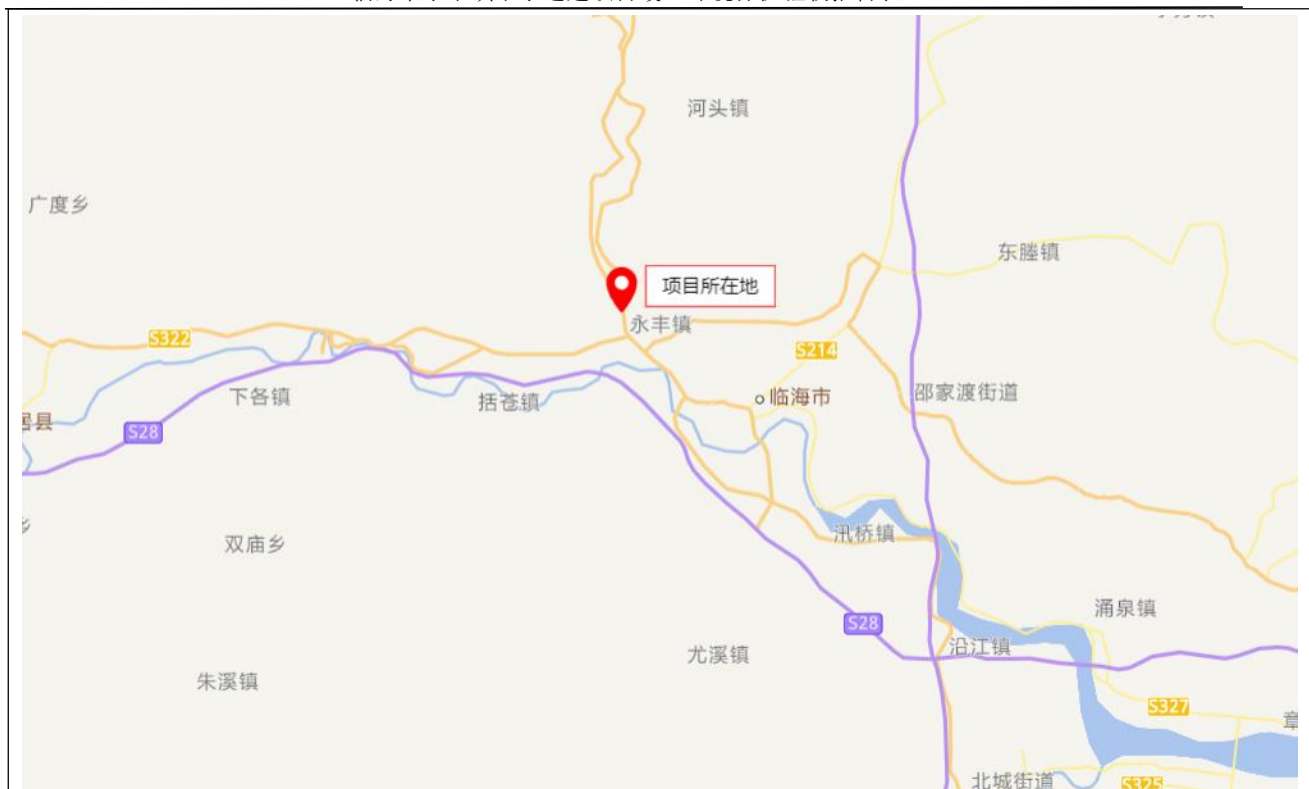 河头镇
广度乡
东塍镇
项目所在地
永丰镇
S322
S214
下各镇
括苍镇
临海市
邵家渡街道
居县
S28
双庙乡
汛桥镇
涌泉镇
S28
沿江镇
尤溪镇
朱溪镇
S327
章
北城街道
S325